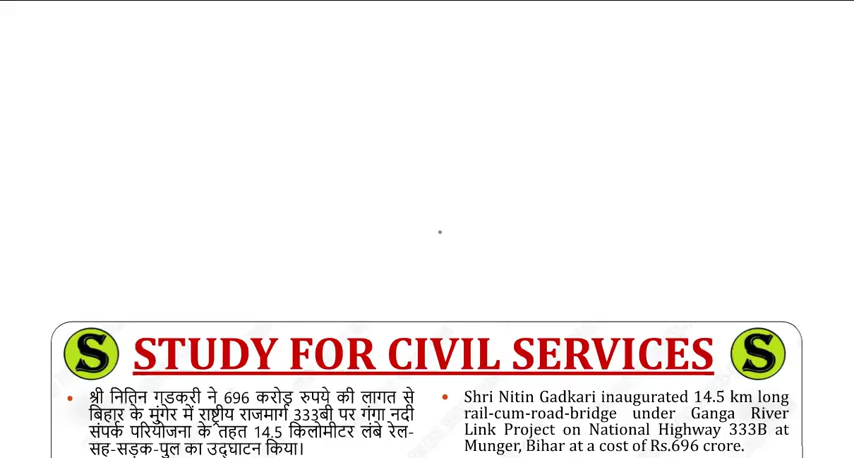 S STUDY FOR CIVIL SERVICES S
• श्री नितिन गडकरी ने 696 करोड़ रुपये की लागत से
बिहार के मुंगेर में राष्ट्रीय राजमार्ग 333बी पर गंगा नदी
संपर्क परियोजना के तहत 14.5 किलोमीटर लंबे रेल-
सह-सड़क-पुल का उद्घाटन किया।
• Shri Nitin Gadkari inaugurated 14.5 km long
rail-cum-road-bridge under Ganga River
Link Project on National Highway 333B at
Munger, Bihar at a cost of Rs.696 crore.